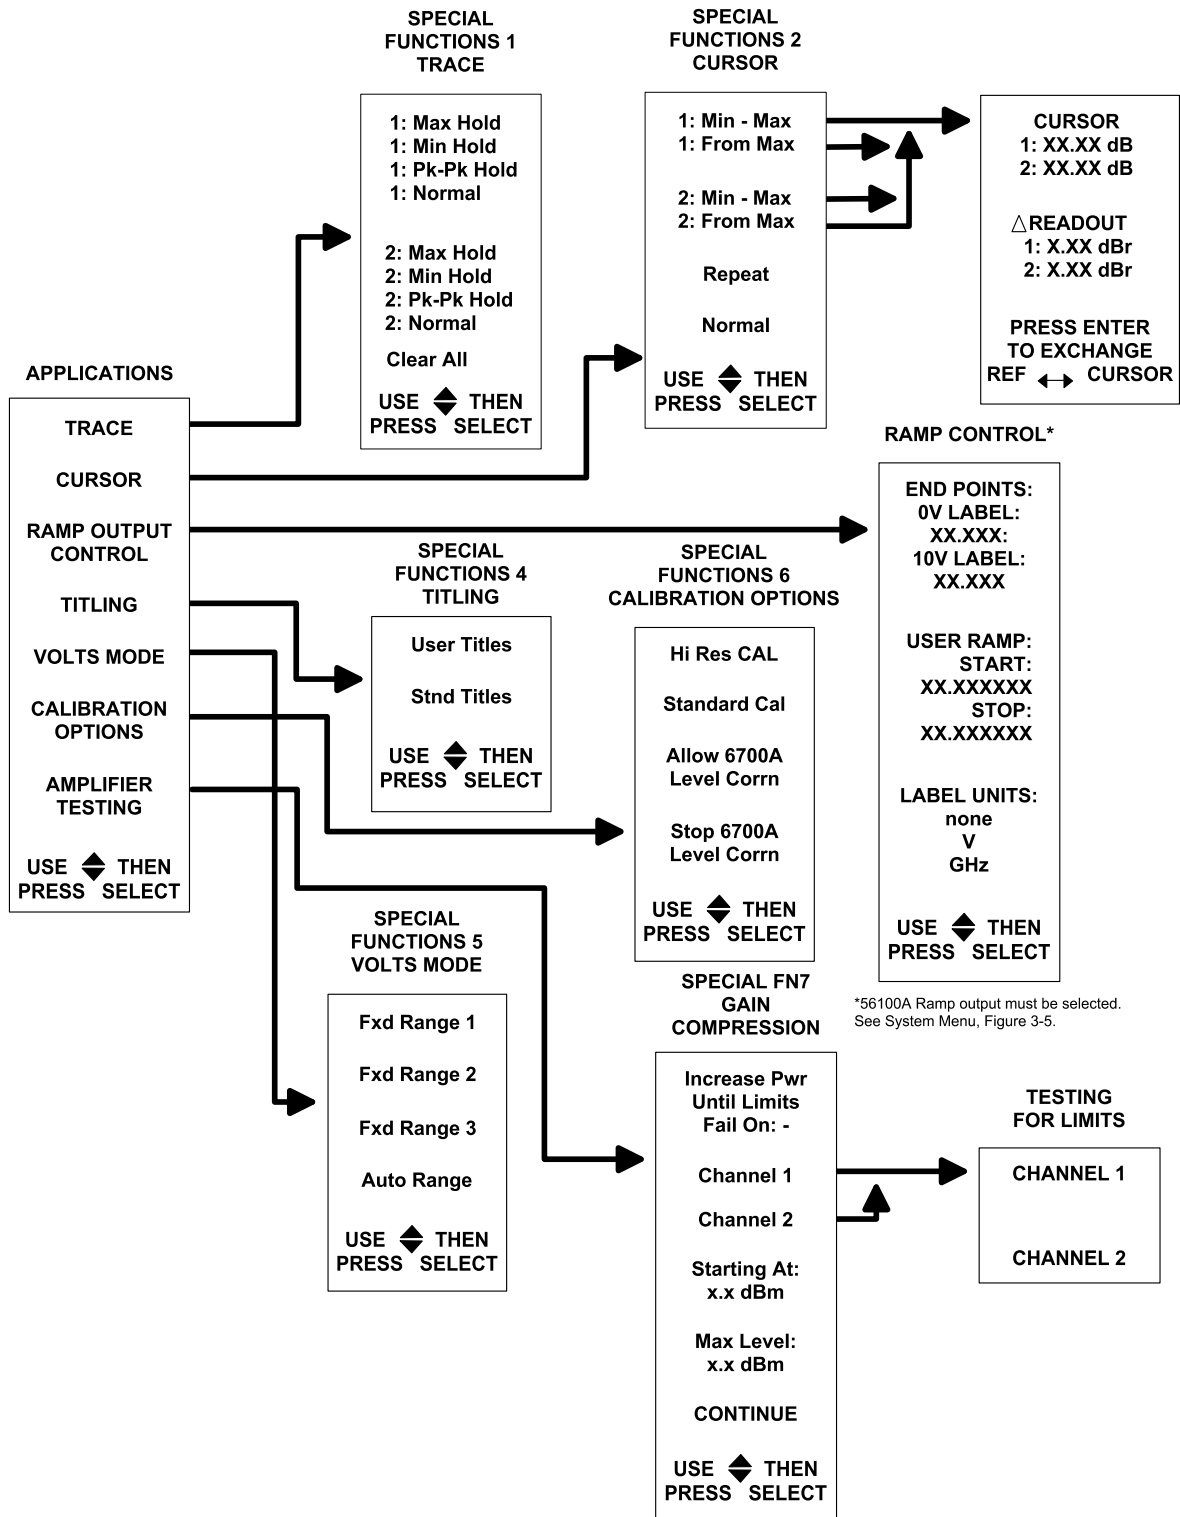 SPECIAL
FUNCTIONS 1
TRACE
1: Max Hold
1: Min Hold
1: Pk-Pk Hold
1: Normal
2: Max Hold
2: Min Hold
2: Pk-Pk Hold
2: Normal
Clear All
USE THEN
PRESS SELECT
SPECIAL
FUNCTIONS 2
CURSOR
1: Min - Max
1: From Max
2: Min - Max
2: From Max
Repeat
Normal
USE THEN
PRESS SELECT
CURSOR
1: XX.XX dB
2: XX.XX dB
△READOUT
1: X.XX dBr
2: X.XX dBr
PRESS ENTER
TO EXCHANGE
REF ↔ CURSOR
APPLICATIONS
TRACE
CURSOR
RAMP OUTPUT
CONTROL
TITLING
VOLTS MODE
CALIBRATION
OPTIONS
AMPLIFIER
TESTING
USE THEN
PRESS SELECT
RAMP CONTROL*
END POINTS:
0V LABEL:
XX.XXX:
10V LABEL:
XX.XXX
USER RAMP:
START:
XX.XXXXXX
STOP:
XX.XXXXXX
LABEL UNITS:
none
V
GHz
USE THEN
PRESS SELECT
*56100A Ramp output must be selected.
See System Menu, Figure 3-5.
SPECIAL
FUNCTIONS 4
TITLING
User Titles
Stnd Titles
USE THEN
PRESS SELECT
SPECIAL
FUNCTIONS 6
CALIBRATION OPTIONS
Hi Res CAL
Standard Cal
Allow 6700A
Level Corrn
Stop 6700A
Level Corrn
USE THEN
PRESS SELECT
SPECIAL
FUNCTIONS 5
VOLTS MODE
Fxd Range 1
Fxd Range 2
Fxd Range 3
Auto Range
USE THEN
PRESS SELECT
SPECIAL FN7
GAIN
COMPRESSION
Increase Pwr
Until Limits
Fail On: -
Channel 1
Channel 2
Starting At:
x.x dBm
Max Level:
x.x dBm
CONTINUE
USE THEN
PRESS SELECT
TESTING
FOR LIMITS
CHANNEL 1
CHANNEL 2